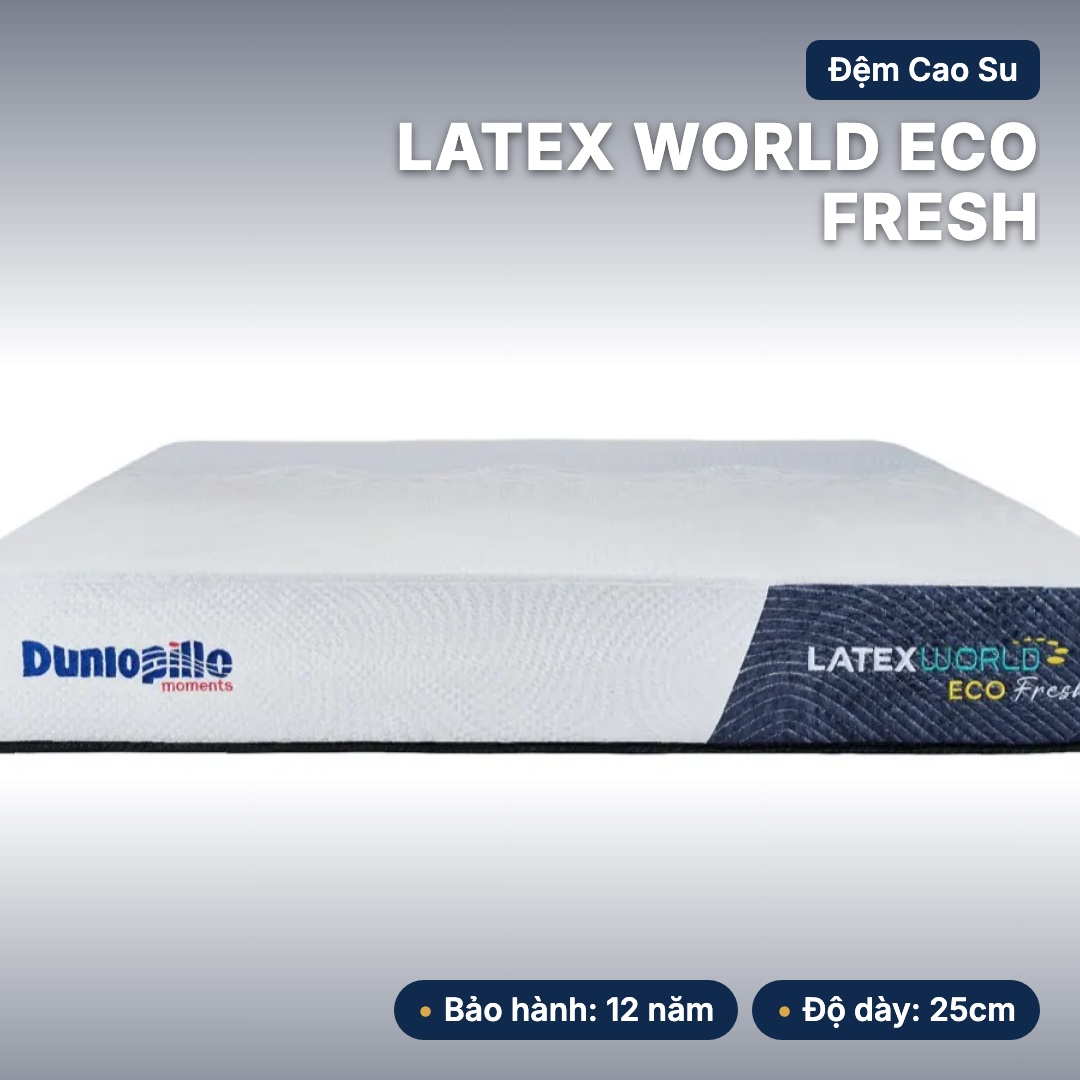 Đệm Cao Su
LATEX WORLD ECO
FRESH
Dunlopillo
moments
LATEXWORLD
ECO Fresh
• Bảo hành: 12 năm
• Độ dày: 25cm